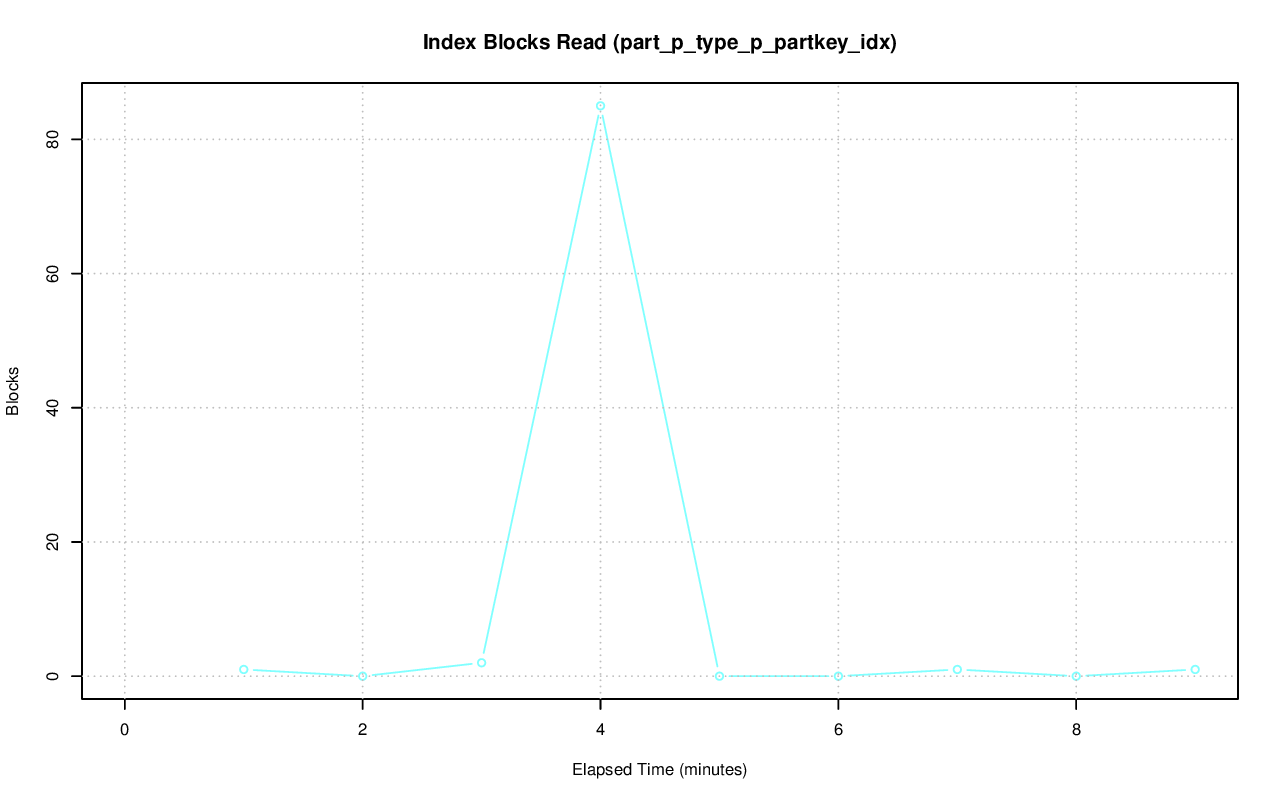 Index Blocks Read (part_p_type_p_partkey_idx)
80
60
40
20
0
Blocks
0 2 4 6 8
Elapsed Time (minutes)